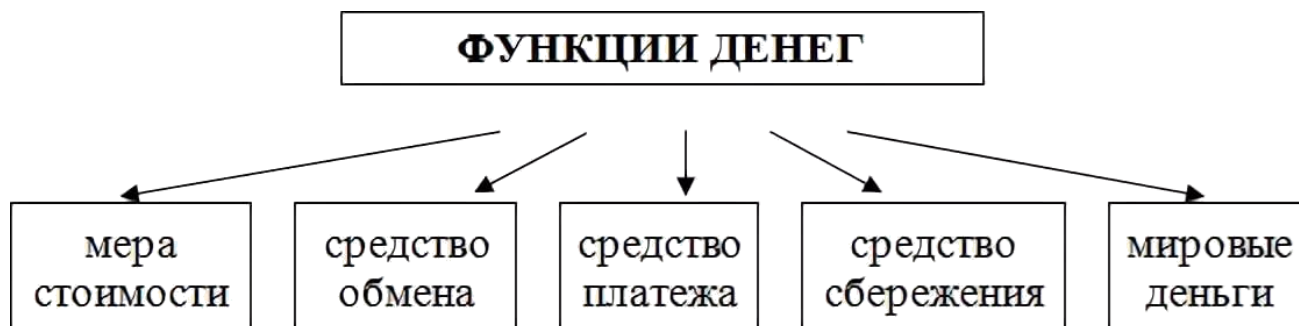 ФУНКЦИИ ДЕНЕГ
мера
стоимости
средство
обмена
средство
платежа
средство
сбережения
мировые
деньги